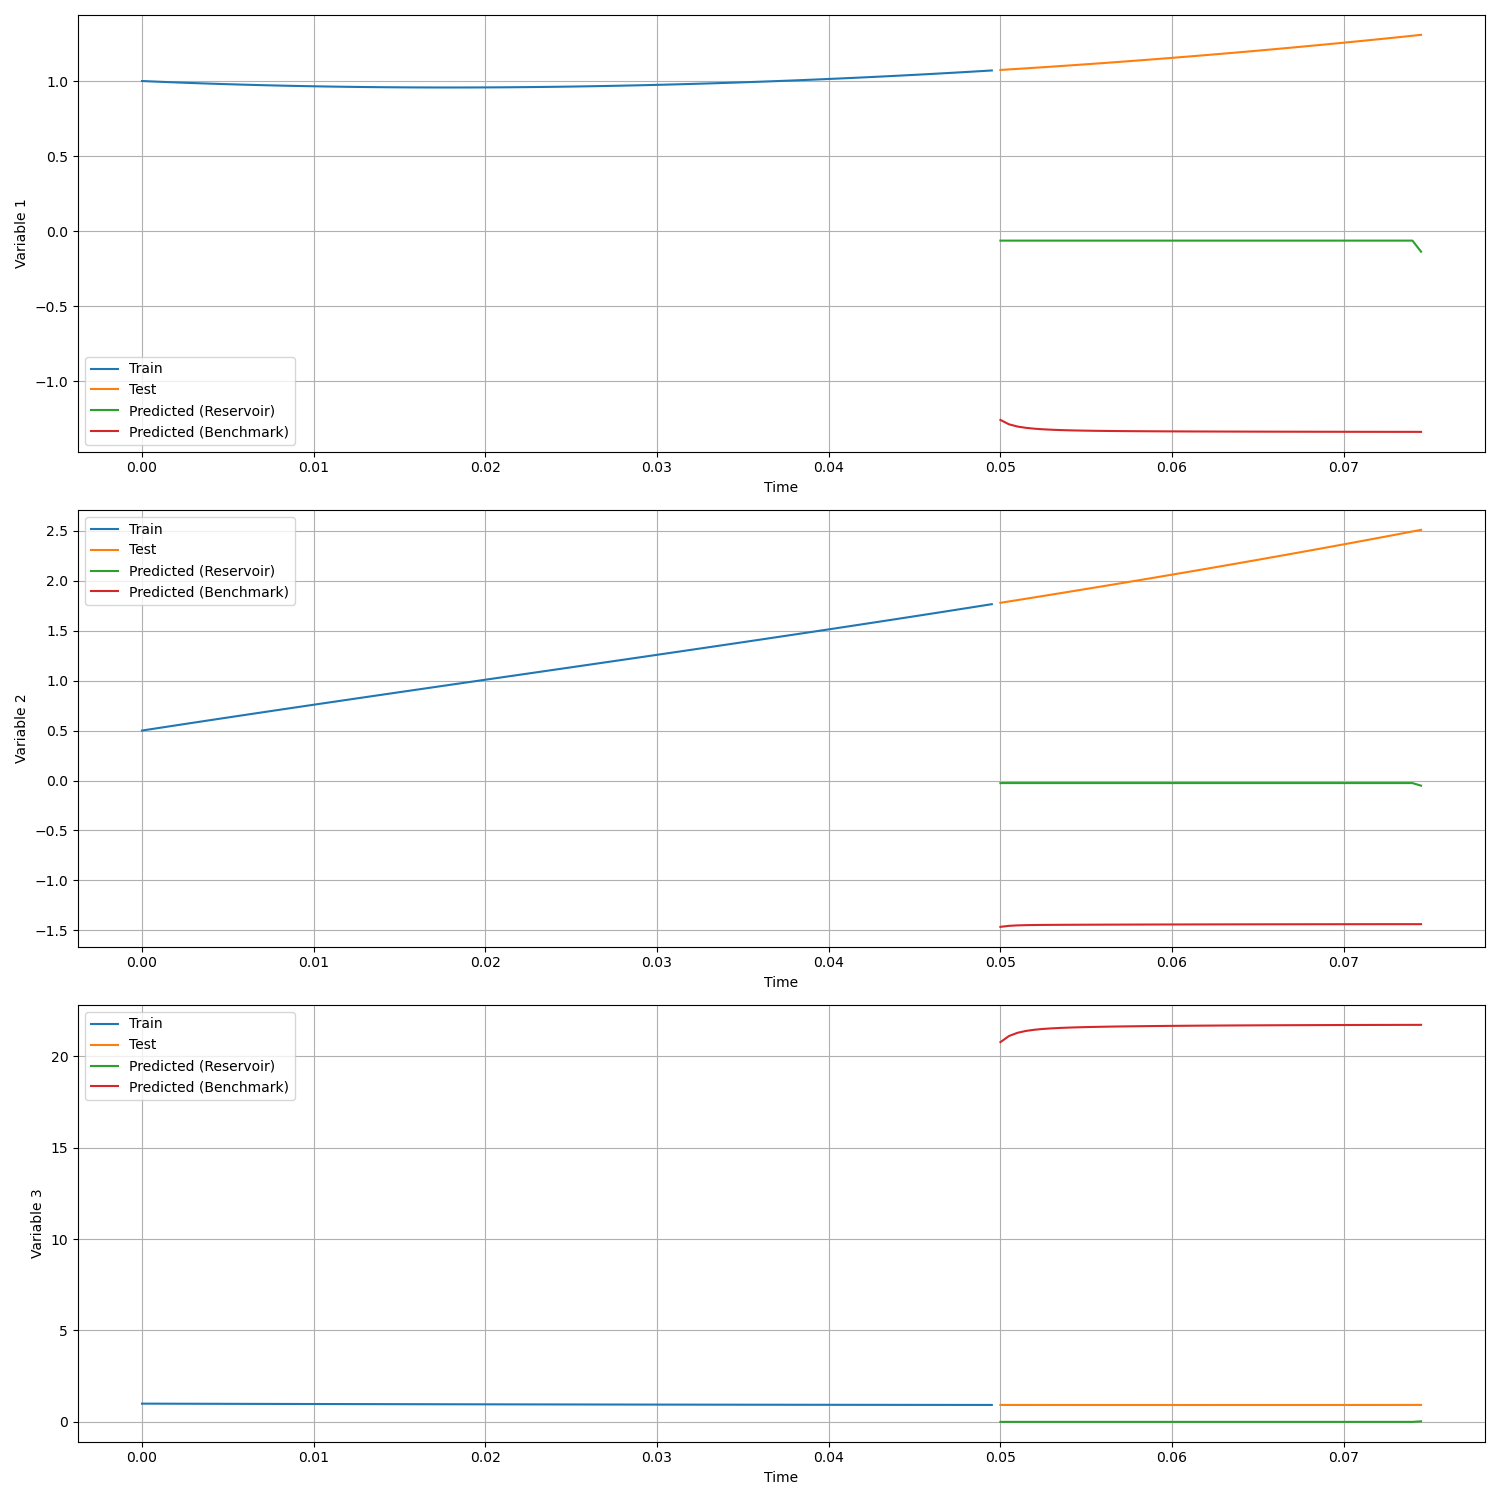 1.0
0.5
0.0
−0.5
−1.0
Variable 1
Train
Test
Predicted (Reservoir)
Predicted (Benchmark)
0.00 0.01 0.02 0.03 0.04 0.05 0.06 0.07
Time
2.5
2.0
1.5
1.0
0.5
0.0
−0.5
−1.0
−1.5
Variable 2
Train
Test
Predicted (Reservoir)
Predicted (Benchmark)
0.00 0.01 0.02 0.03 0.04 0.05 0.06 0.07
Time
20
15
10
5
0
Variable 3
Train
Test
Predicted (Reservoir)
Predicted (Benchmark)
0.00 0.01 0.02 0.03 0.04 0.05 0.06 0.07
Time